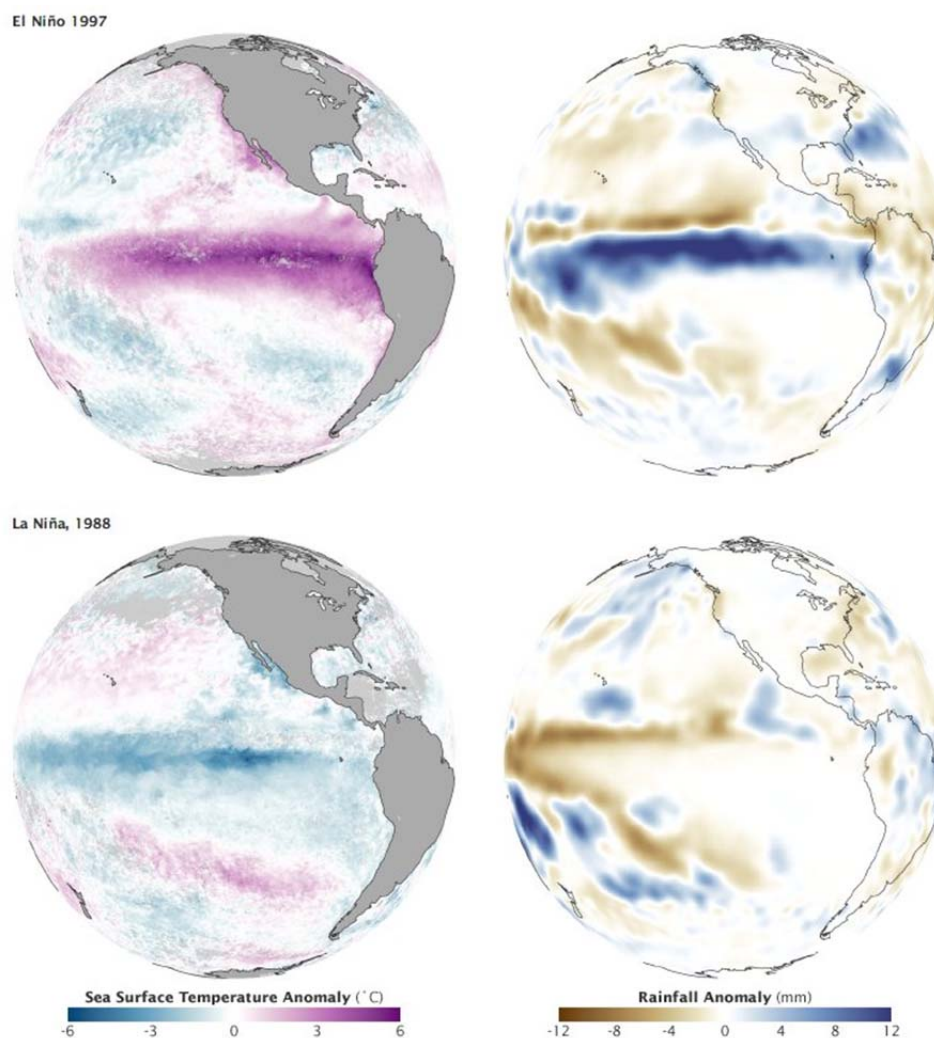 El Niño 1997
La Niña, 1988
Sea Surface Temperature Anomaly (˚C)
-6 -3 0 3 6
Rainfall Anomaly (mm)
-12 -8 -4 0 4 8 12